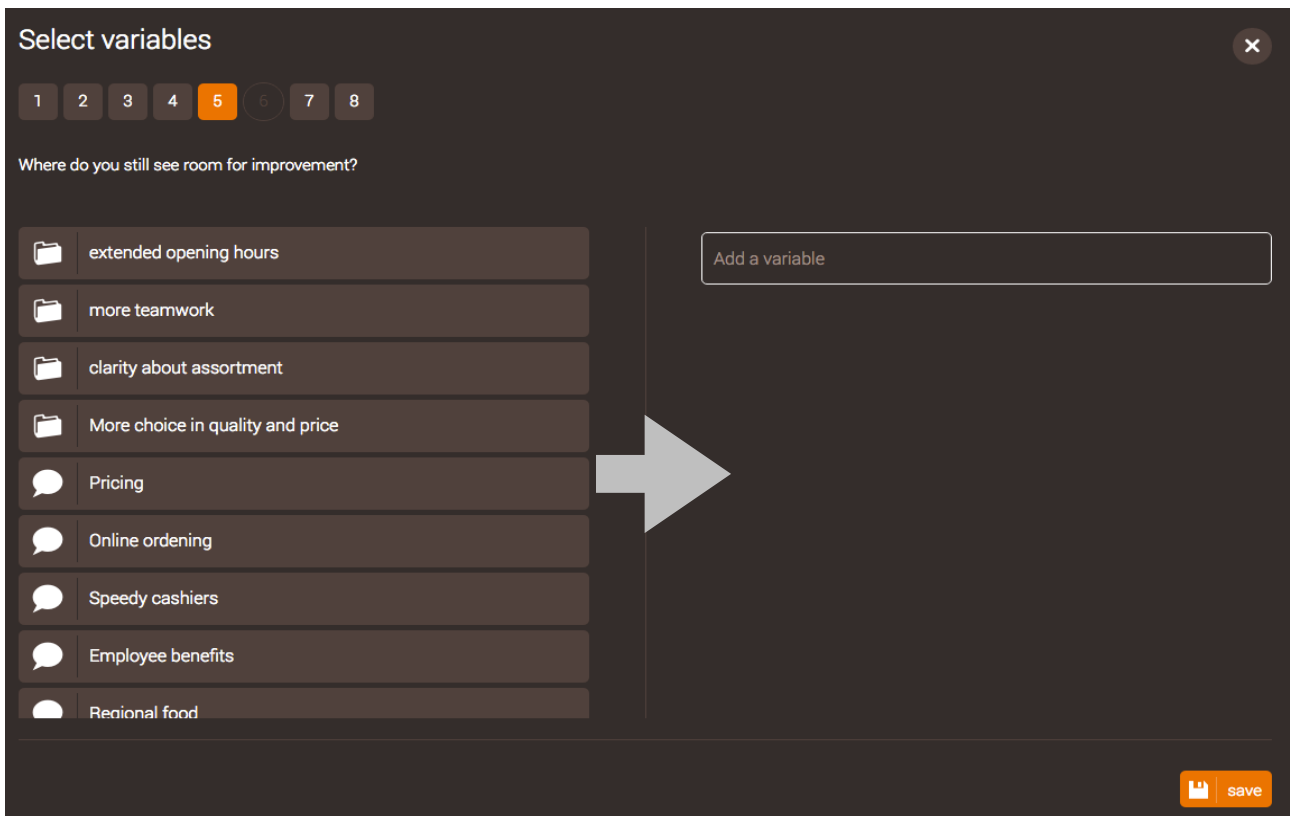 Select variables
1 2 3 4 5 6 7 8
Where do you still see room for improvement?
extended opening hours
Add a variable
more teamwork
clarity about assortment
More choice in quality and price
Pricing
Online ordening
Speedy cashiers
Employee benefits
Regional food
save